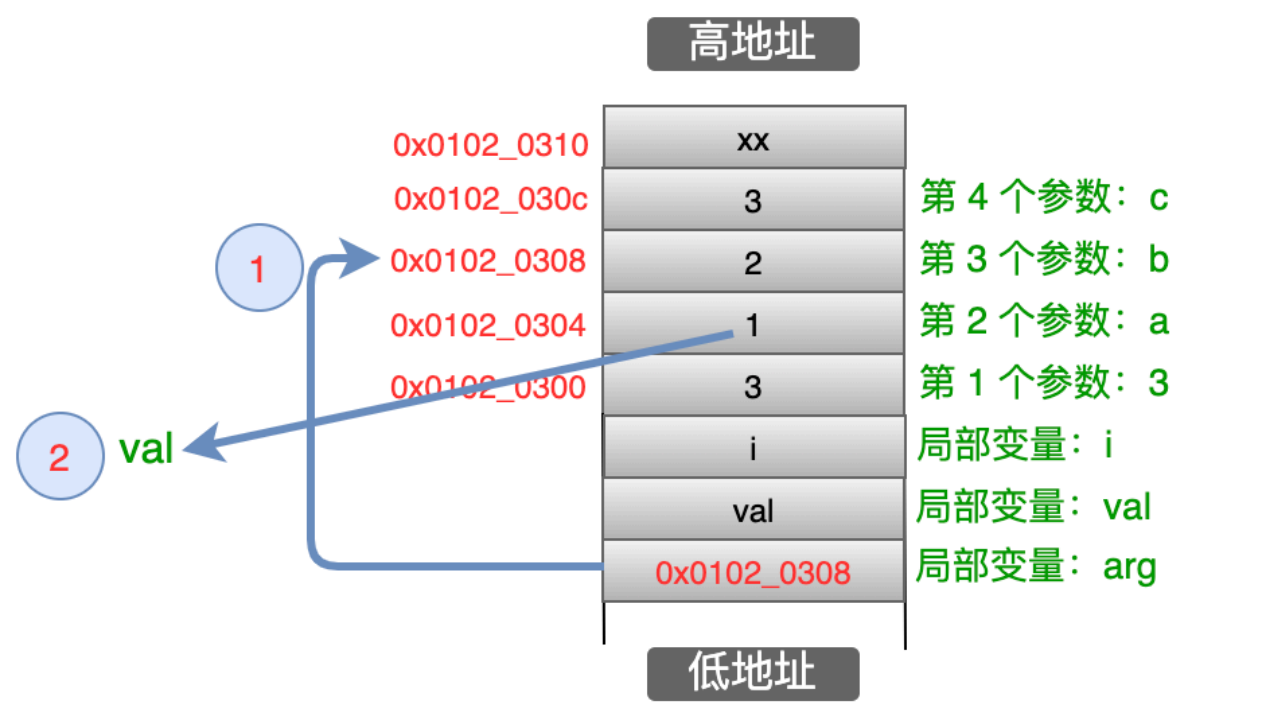 高地址
0x0102_0310 xx
0x0102_030c 3 第 4 个参数：c
1 0x0102_0308 2 第 3 个参数：b
0x0102_0304 1 第 2 个参数：a
0x0102_0300 3 第 1 个参数：3
2 val i 局部变量：i
val 局部变量：val
0x0102_0308 局部变量：arg
低地址